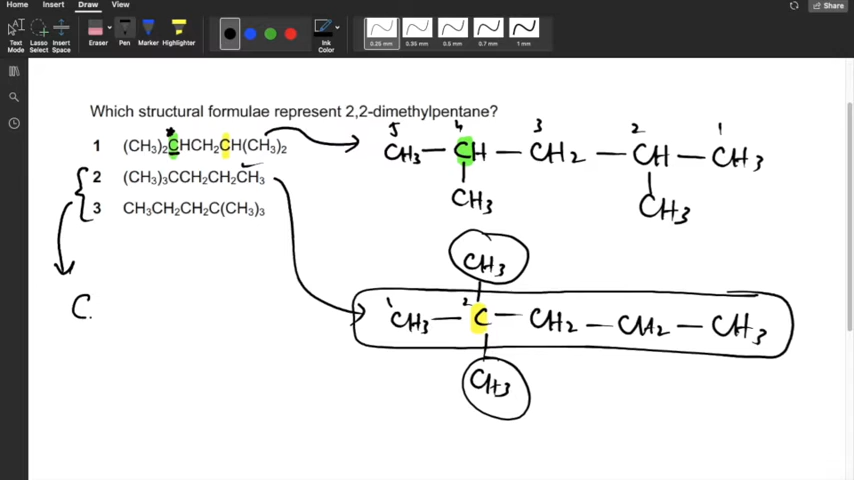 Home Insert Draw View Share
Text Mode Lasso Select Insert Space Eraser Pen Marker Highlighter Ink Color 0.25 mm 0.35 mm 0.5 mm 0.7 mm 1 mm
Which structural formulae represent 2,2-dimethylpentane?
1 (CH₃)₂CHCH₂CH(CH₃)₂
2 (CH₃)₃CCH₂CH₂CH₃
3 CH₃CH₂CH₂C(CH₃)₃
C.
5 4 3 2 1
CH₃ — CH — CH₂ — CH — CH₃
CH₃ CH₃
CH₃
1 2
CH₃ — C — CH₂ — CH₂ — CH₃
CH₃